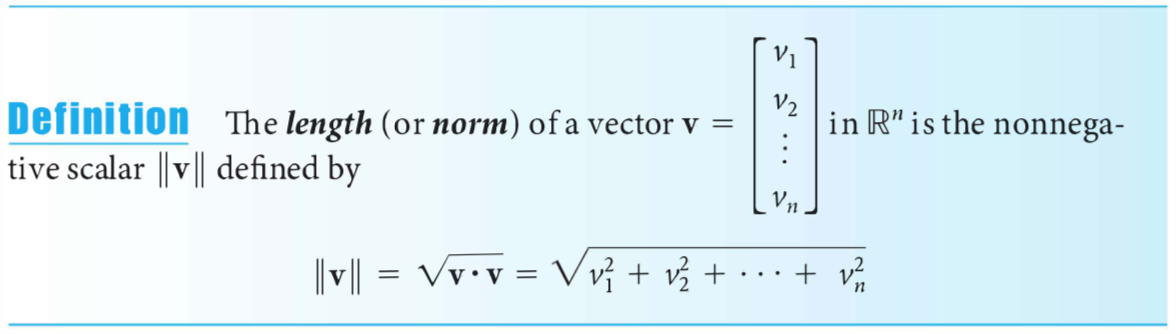 Definition The length (or norm) of a vector v = [v₁ v₂ ⋮ vₙ] in ℝⁿ is the nonnega-
tive scalar ‖v‖ defined by
‖v‖ = √(v · v) = √(v₁² + v₂² + · · · + vₙ²)